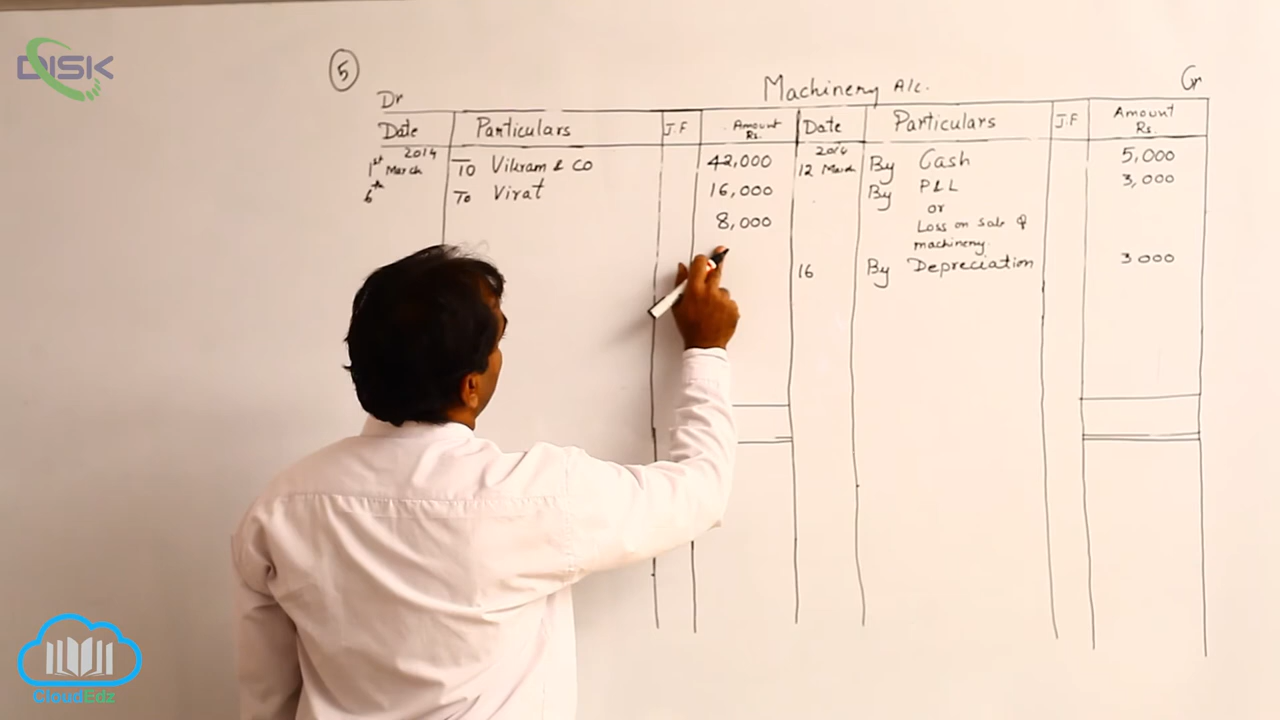 DISK
5
Machinery A/c.
Dr
Cr
Date Particulars J.F Amount Rs. Date Particulars J.F Amount Rs.
2014 2014
1st March To Vikram & CO 42,000 12 March By Cash 5,000
6th To Virat 16,000 By P&L 3,000
or
8,000 Loss on sale of
machinery.
16 By Depreciation 3000
CloudEdz